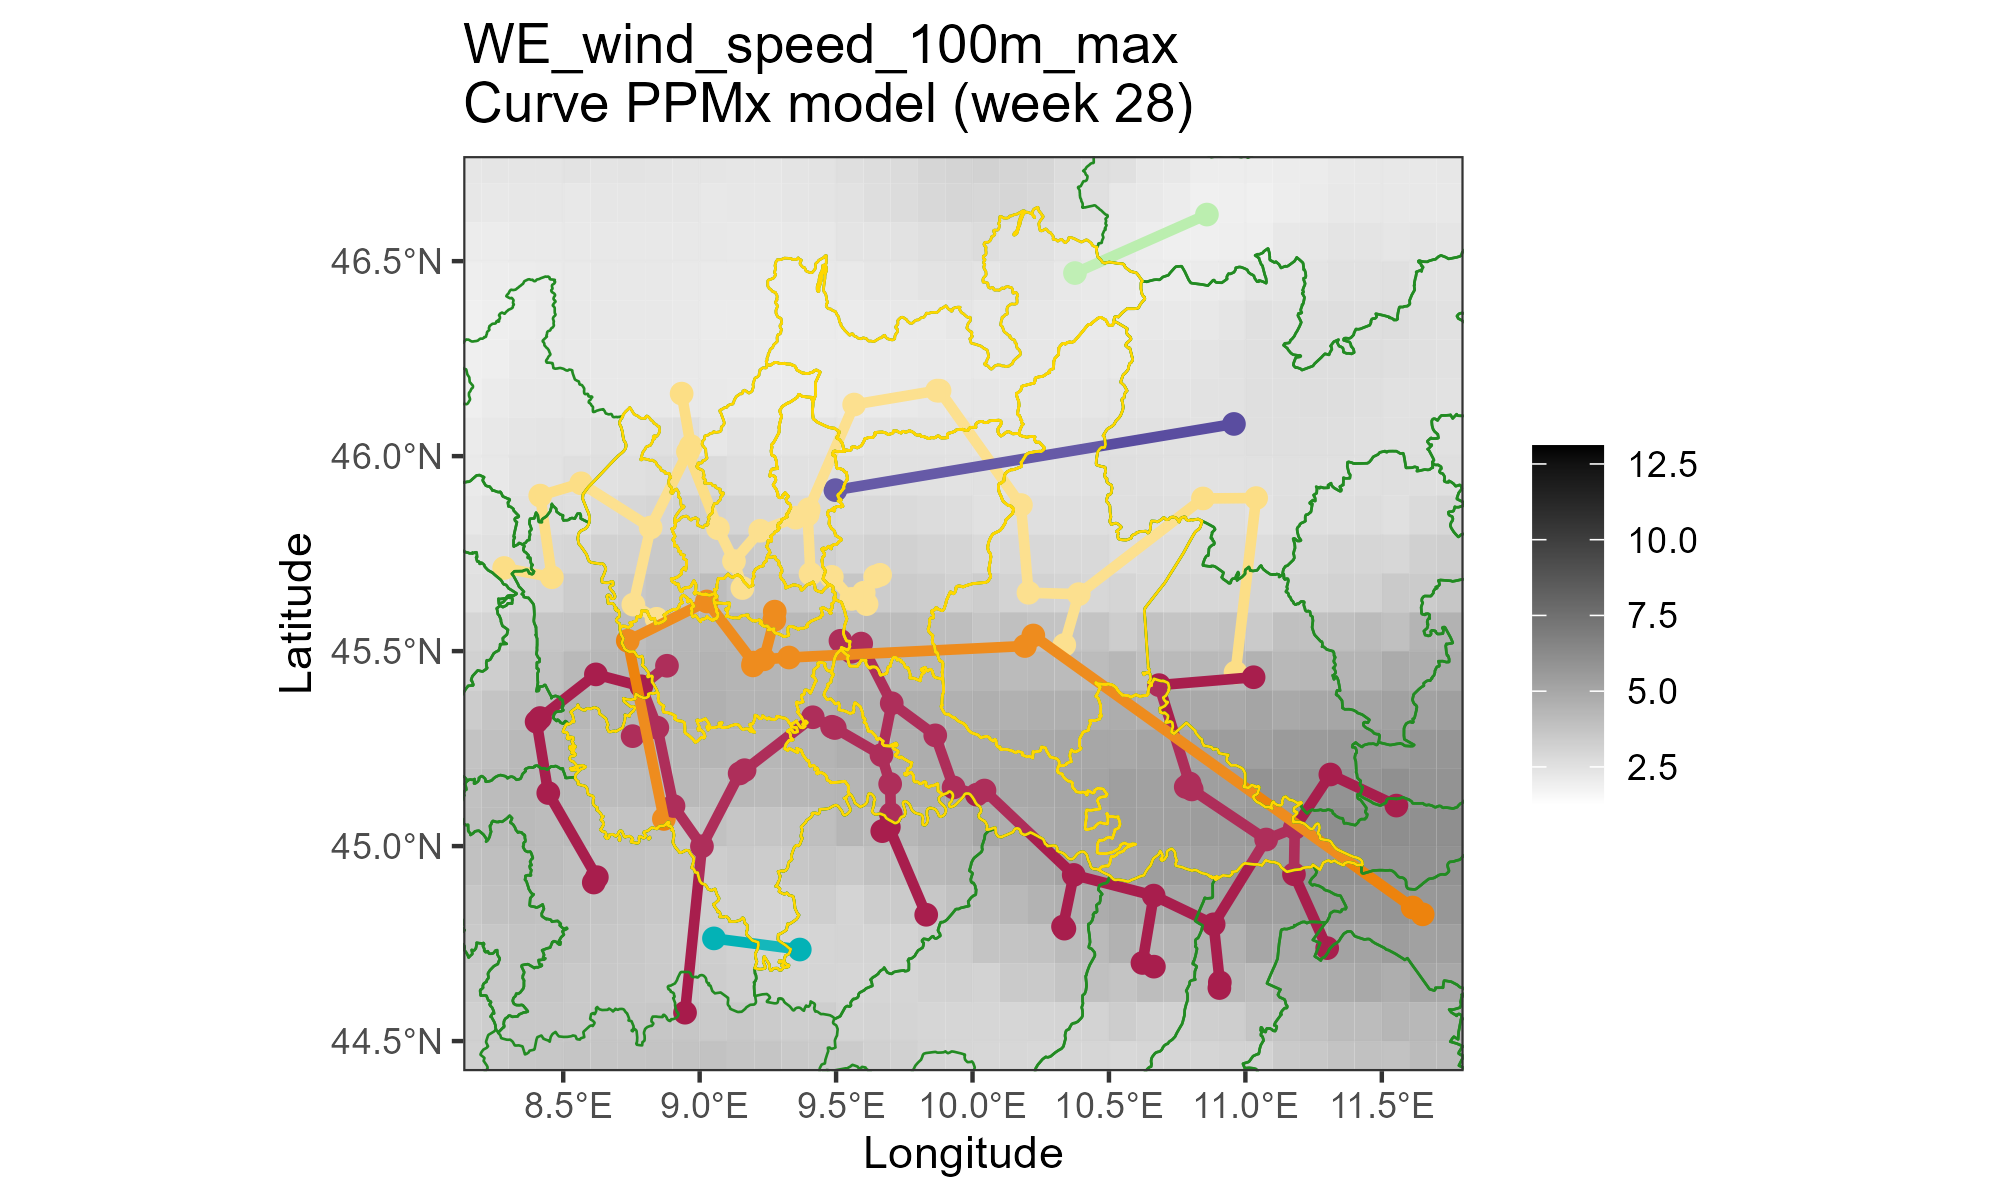 WE_wind_speed_100m_max
Curve PPMx model (week 28)
Latitude
46.5°N
46.0°N
45.5°N
45.0°N
44.5°N
8.5°E 9.0°E 9.5°E 10.0°E 10.5°E 11.0°E 11.5°E
Longitude
12.5
10.0
7.5
5.0
2.5